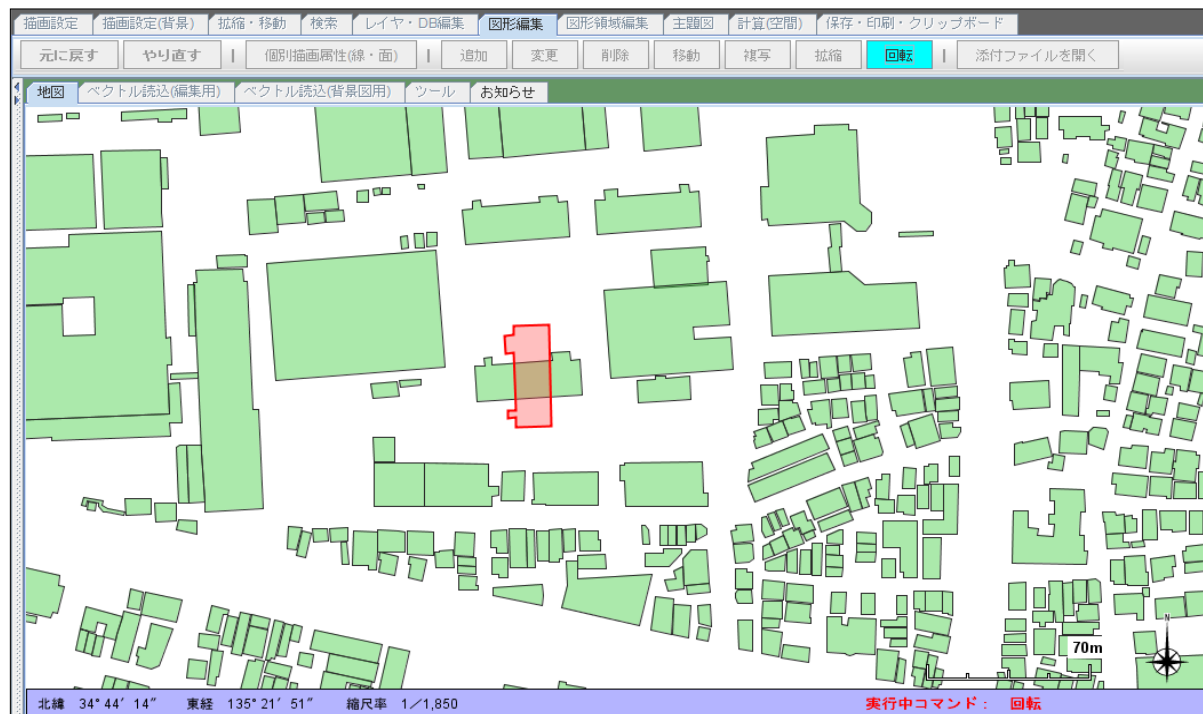 描画設定 描画設定(背景) 拡縮・移動 検索 レイヤ・DB編集 図形編集 図形領域編集 主題図 計算(空間) 保存・印刷・クリップボード
元に戻す やり直す | 個別描画属性(線・面) | 追加 変更 削除 移動 複写 拡縮 回転 | 添付ファイルを開く
地図 ベクトル読込(編集用) ベクトル読込(背景図用) ツール お知らせ
N
70m
北緯 34°44′14″ 東経 135°21′51″ 縮尺率 1/1,850 実行中コマンド： 回転